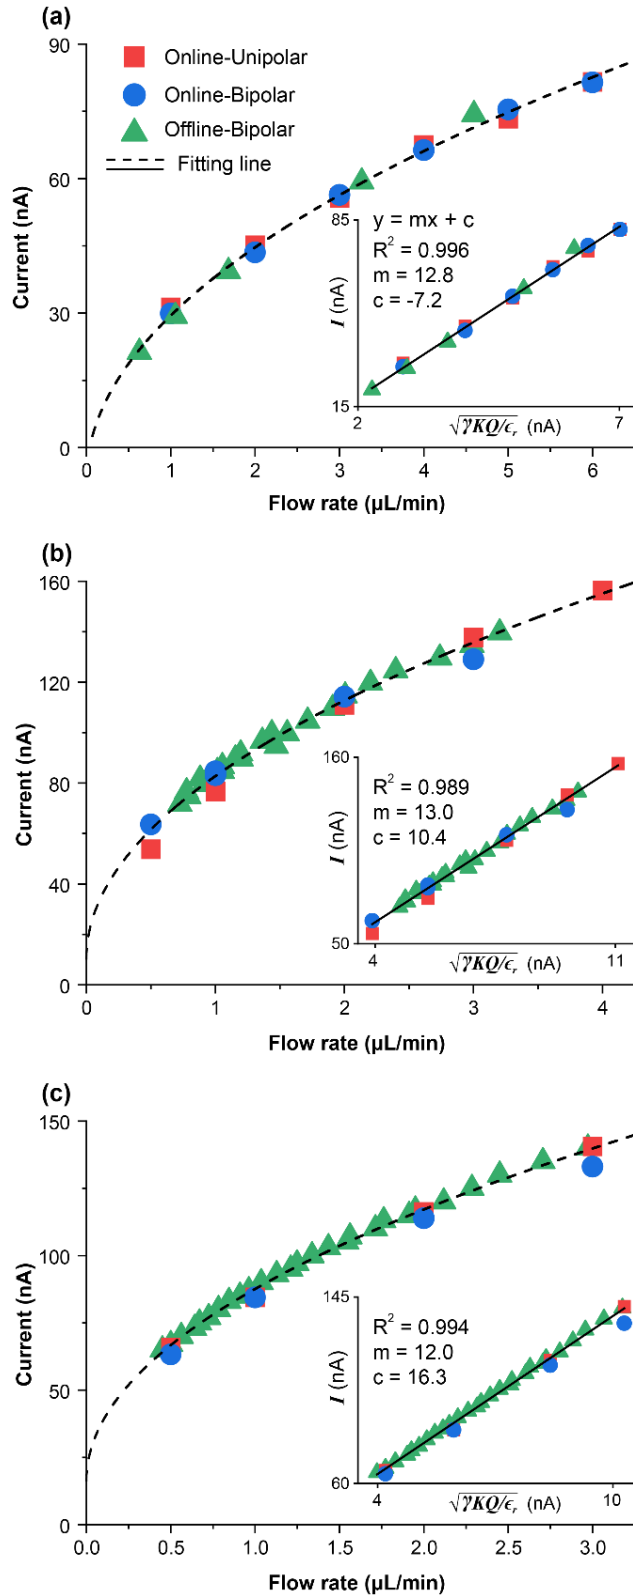 (a)
90
60
30
0
Current (nA)
Online-Unipolar
Online-Bipolar
Offline-Bipolar
Fitting line
85
15
I (nA)
y = mx + c
R² = 0.996
m = 12.8
c = -7.2
2 7
√γKQ/ϵᵣ (nA)
0 1 2 3 4 5 6
Flow rate (µL/min)
(b)
160
120
80
40
0
Current (nA)
160
50
I (nA)
R² = 0.989
m = 13.0
c = 10.4
4 11
√γKQ/ϵᵣ (nA)
0 1 2 3 4
Flow rate (µL/min)
(c)
150
100
50
0
Current (nA)
145
60
I (nA)
R² = 0.994
m = 12.0
c = 16.3
4 10
√γKQ/ϵᵣ (nA)
0.0 0.5 1.0 1.5 2.0 2.5 3.0
Flow rate (µL/min)